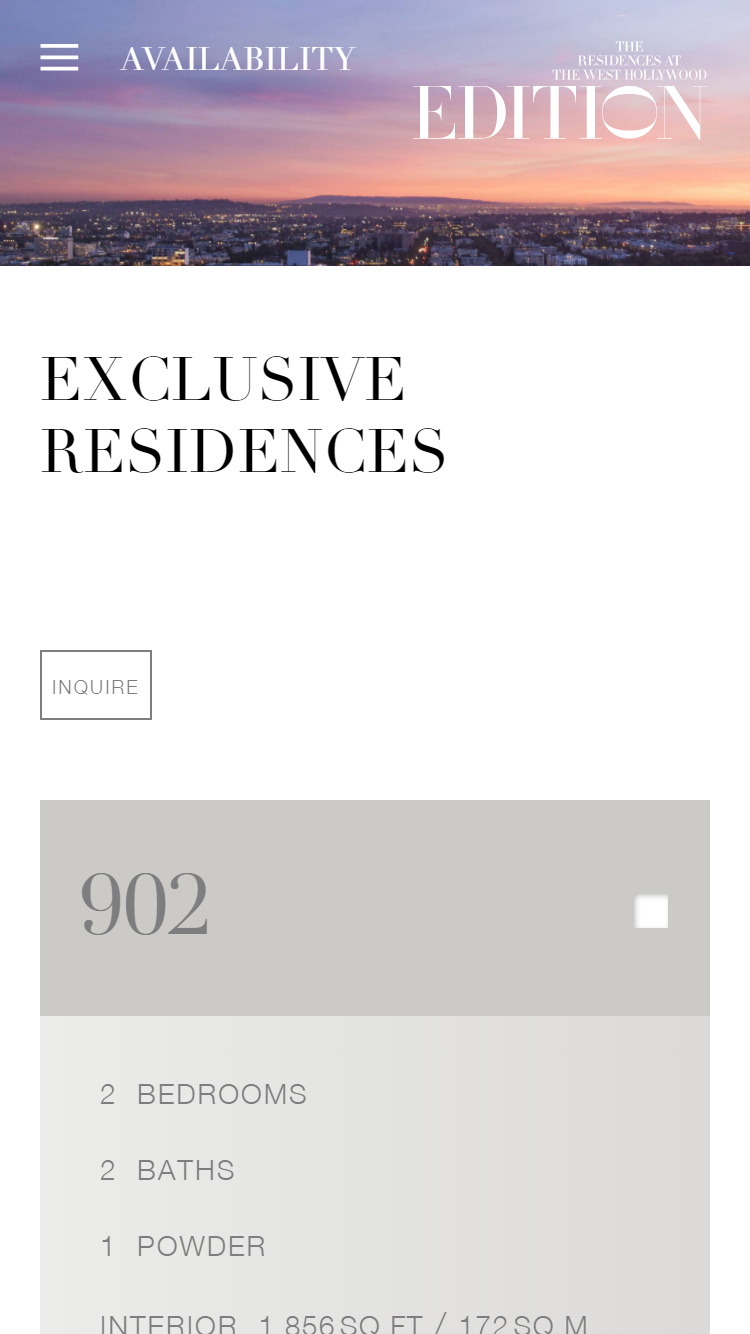 AVAILABILITY
THE
RESIDENCES AT
THE WEST HOLLYWOOD
EDITION
EXCLUSIVE
RESIDENCES
INQUIRE
902
2 BEDROOMS
2 BATHS
1 POWDER
INTERIOR 1,856 SQ FT / 172 SQ M